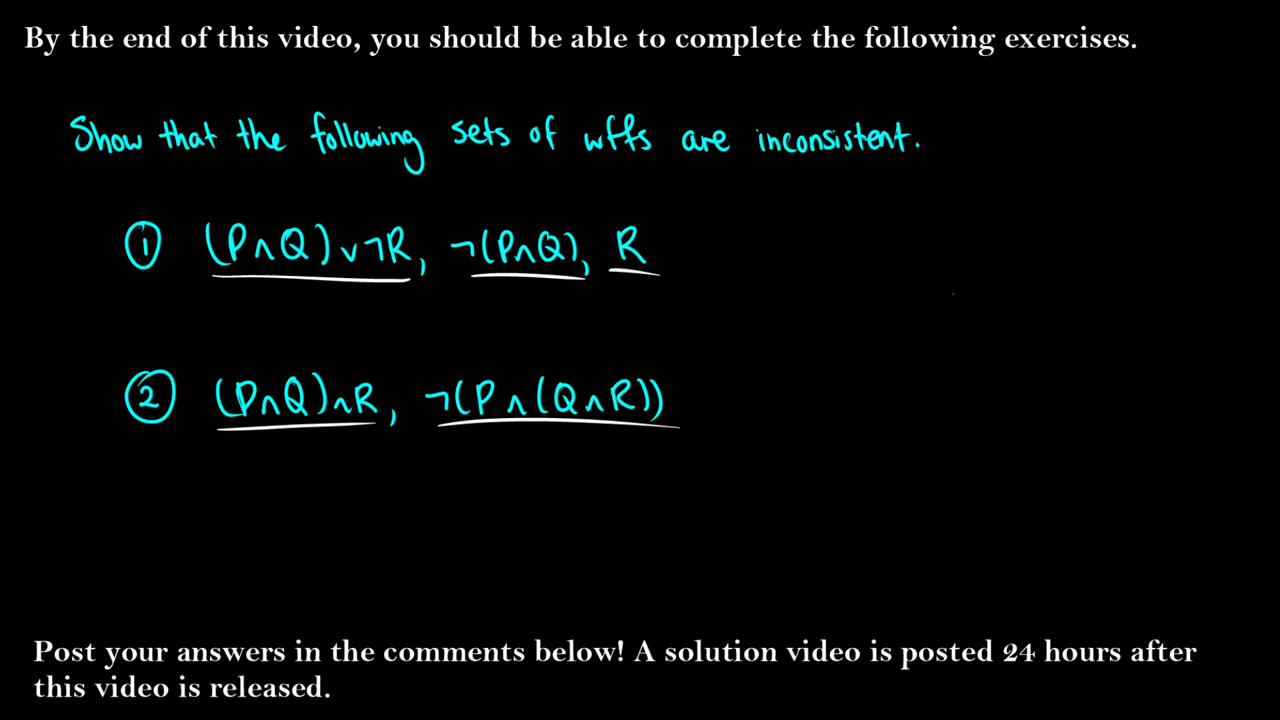 By the end of this video, you should be able to complete the following exercises.
Show that the following sets of wffs are inconsistent.
① (P∧Q)∨¬R, ¬(P∧Q), R
② (P∧Q)∧R, ¬(P∧(Q∧R))
Post your answers in the comments below! A solution video is posted 24 hours after
this video is released.